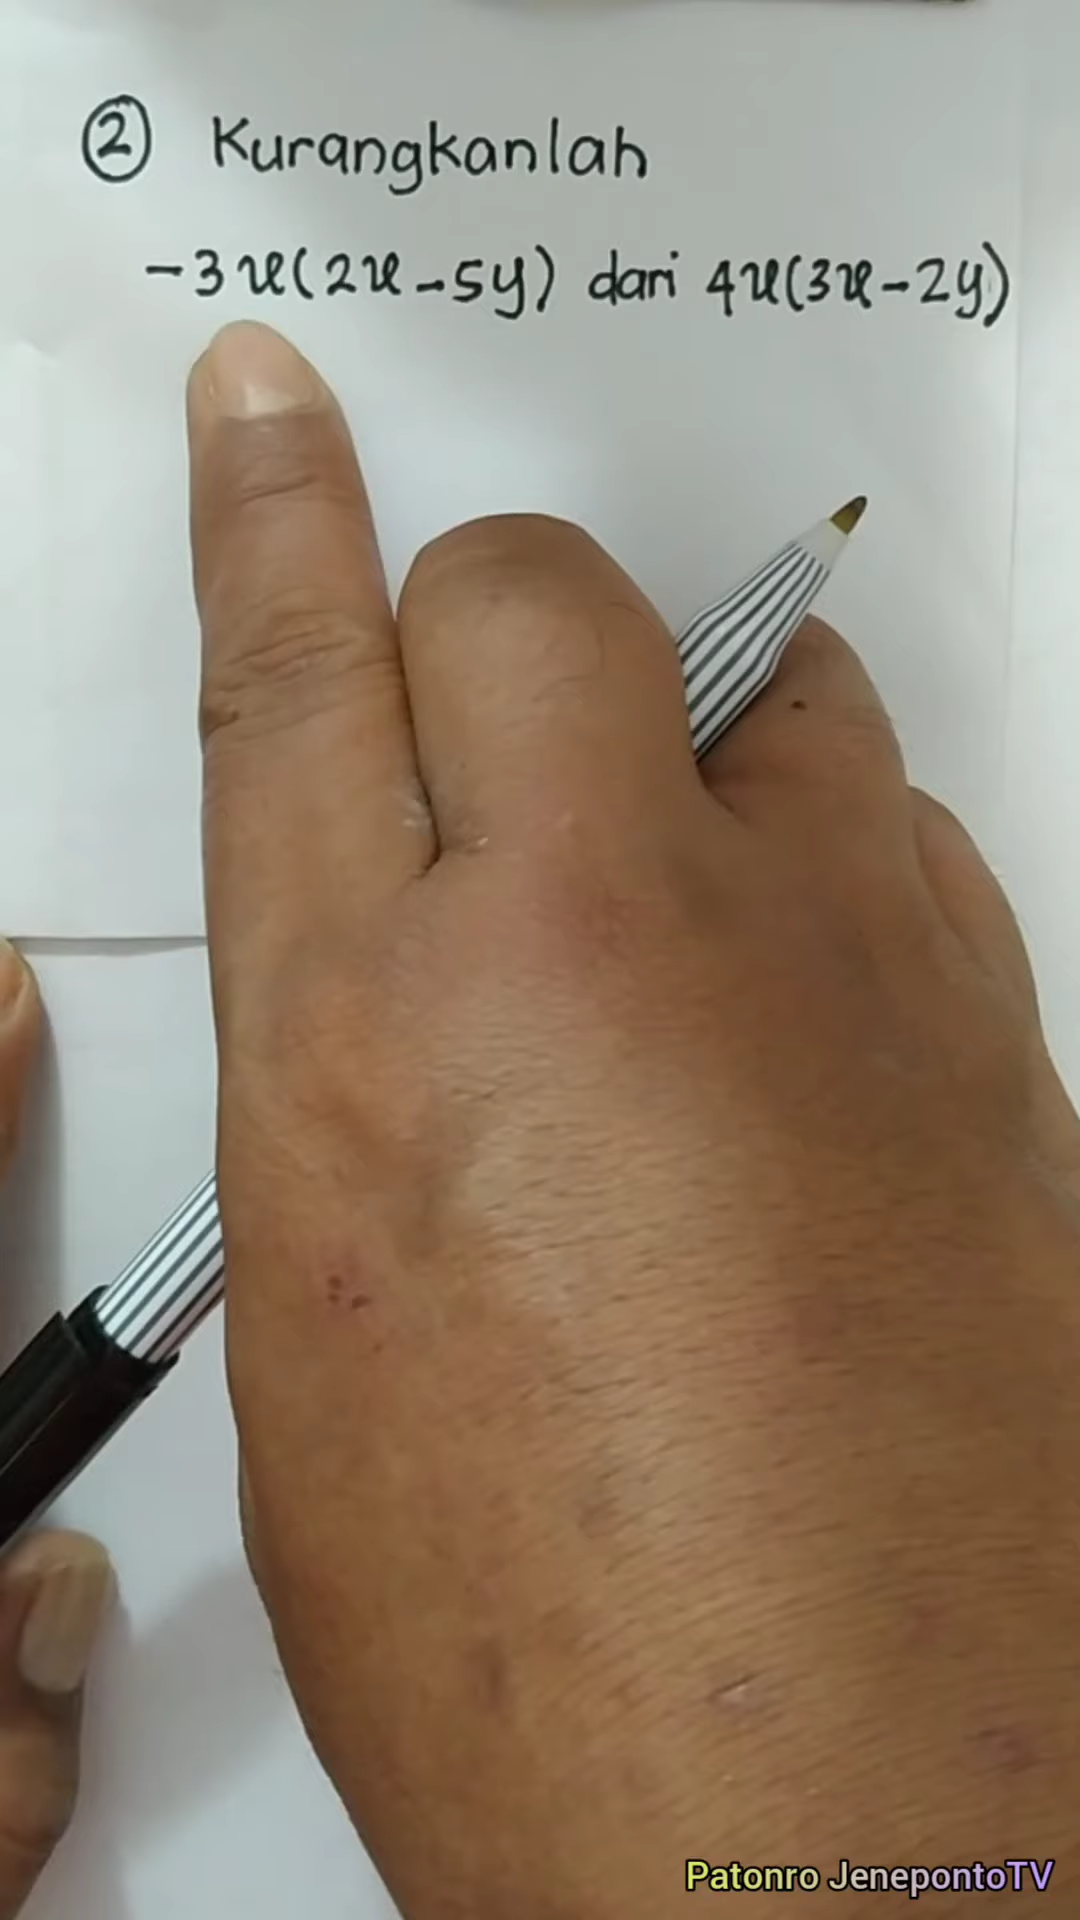 ② Kurangkanlah
-3x(2x-5y) dari 4x(3x-2y)
Patonro JenepontoTV